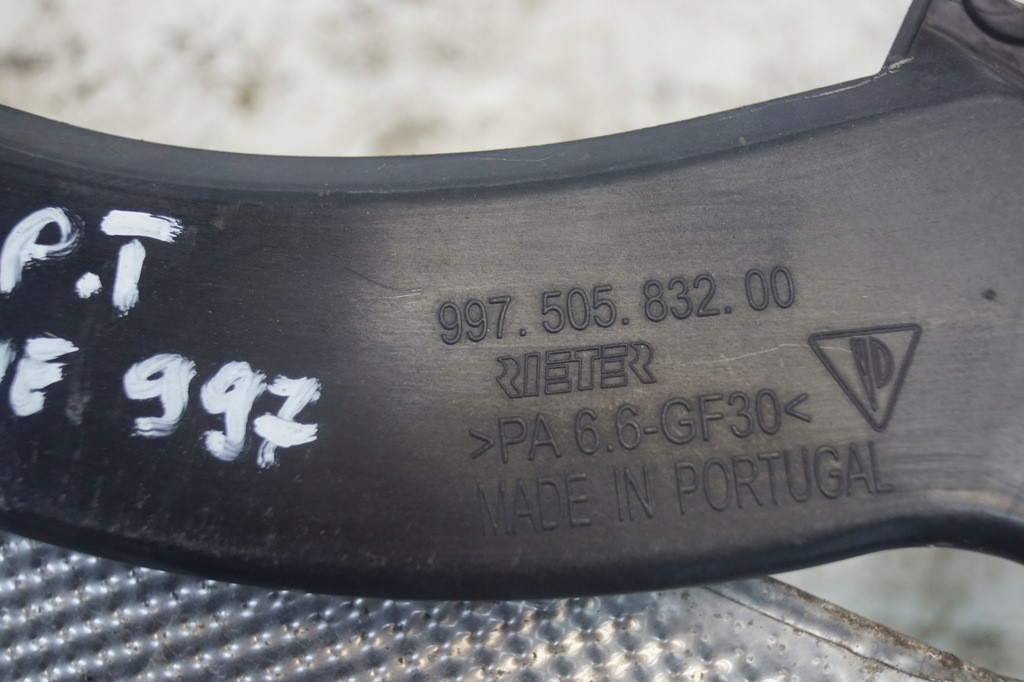 P.T
997
997.505.832.00
RIETER
>PA 6.6-GF30<
MADE IN PORTUGAL